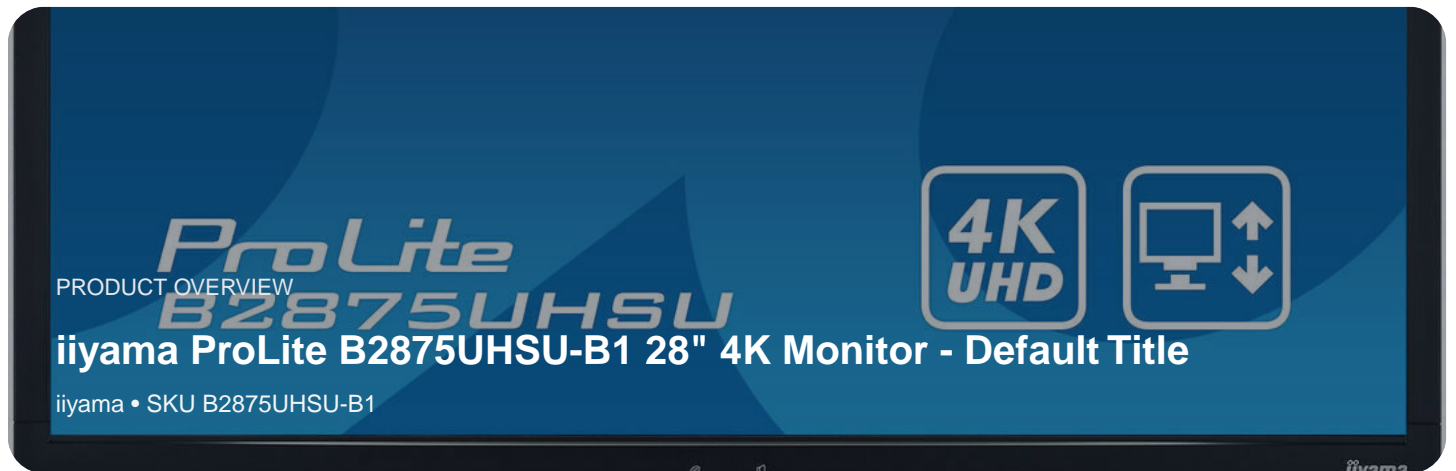 ProLite
PRODUCT OVERVIEW
B2875UHSU
4K
UHD
iiyama ProLite B2875UHSU-B1 28" 4K Monitor - Default Title
iiyama • SKU B2875UHSU-B1
iiyama